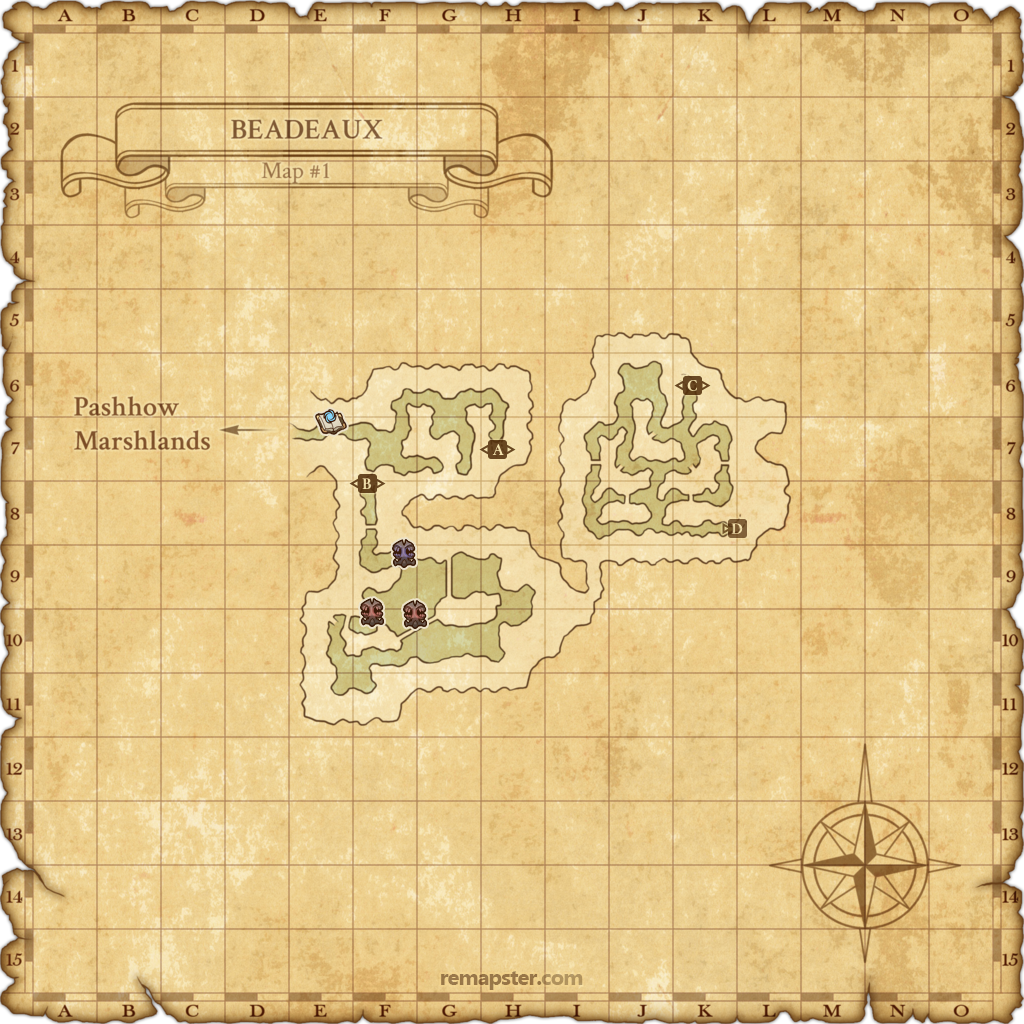 A B C D E F G H I J K L M N O
1 1
2 2
BEADEAUX
Map #1
3 3
4 4
5 5
6 6
C
Pashhow
Marshlands
7 7
A
B
8 8
D
9 9
10 10
11 11
12 12
13 13
14 14
15 15
remapster.com
A B C D E F G H I J K L M N O